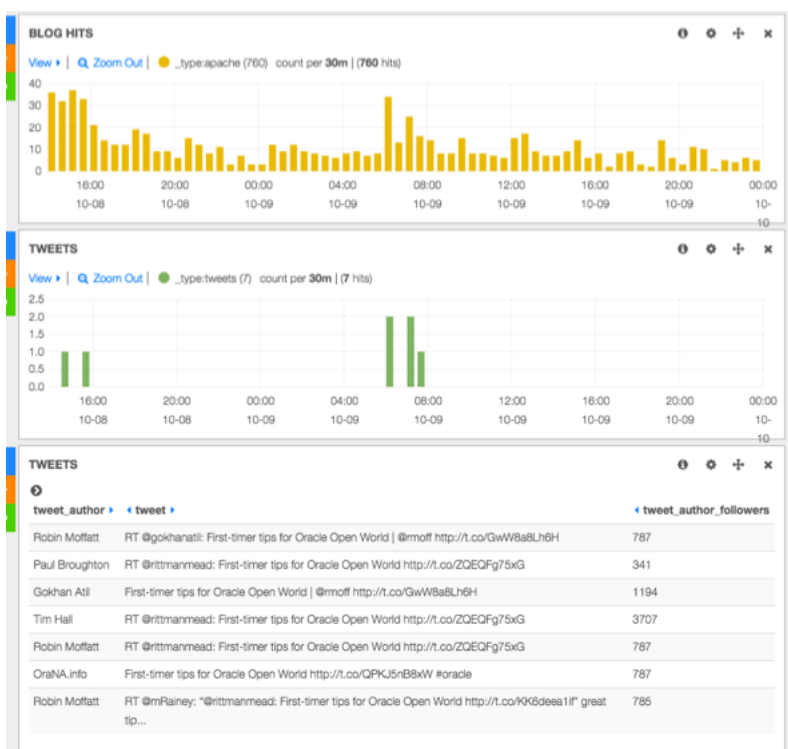 BLOG HITS
View | Zoom Out | _type:apache (760) count per 30m | (760 hits)
40
30
20
10
0
16:00 20:00 00:00 04:00 08:00 12:00 16:00 20:00 00:00
10-08 10-08 10-09 10-09 10-09 10-09 10-09 10-09 10-
10
TWEETS
View | Zoom Out | _type:tweets (7) count per 30m | (7 hits)
2.5
2.0
1.5
1.0
0.5
0.0
16:00 20:00 00:00 04:00 08:00 12:00 16:00 20:00 00:00
10-08 10-08 10-09 10-09 10-09 10-09 10-09 10-09 10-
10
TWEETS
tweet_author tweet tweet_author_followers
Robin Moffatt RT @gokhanatil: First-timer tips for Oracle Open World | @rmoff http://t.co/GwW8a8Lh6H 787
Paul Broughton RT @rittmanmead: First-timer tips for Oracle Open World http://t.co/ZQEQFg75xG 341
Gokhan Atil First-timer tips for Oracle Open World | @rmoff http://t.co/GwW8a8Lh6H 1194
Tim Hall RT @rittmanmead: First-timer tips for Oracle Open World http://t.co/ZQEQFg75xG 3707
Robin Moffatt RT @rittmanmead: First-timer tips for Oracle Open World http://t.co/ZQEQFg75xG 787
OraNA.info First-timer tips for Oracle Open World http://t.co/QPKJ5nB8xW #oracle 787
Robin Moffatt RT @mRainey: "@rittmanmead: First-timer tips for Oracle Open World http://t.co/KK6deea1if" great 785
tip...